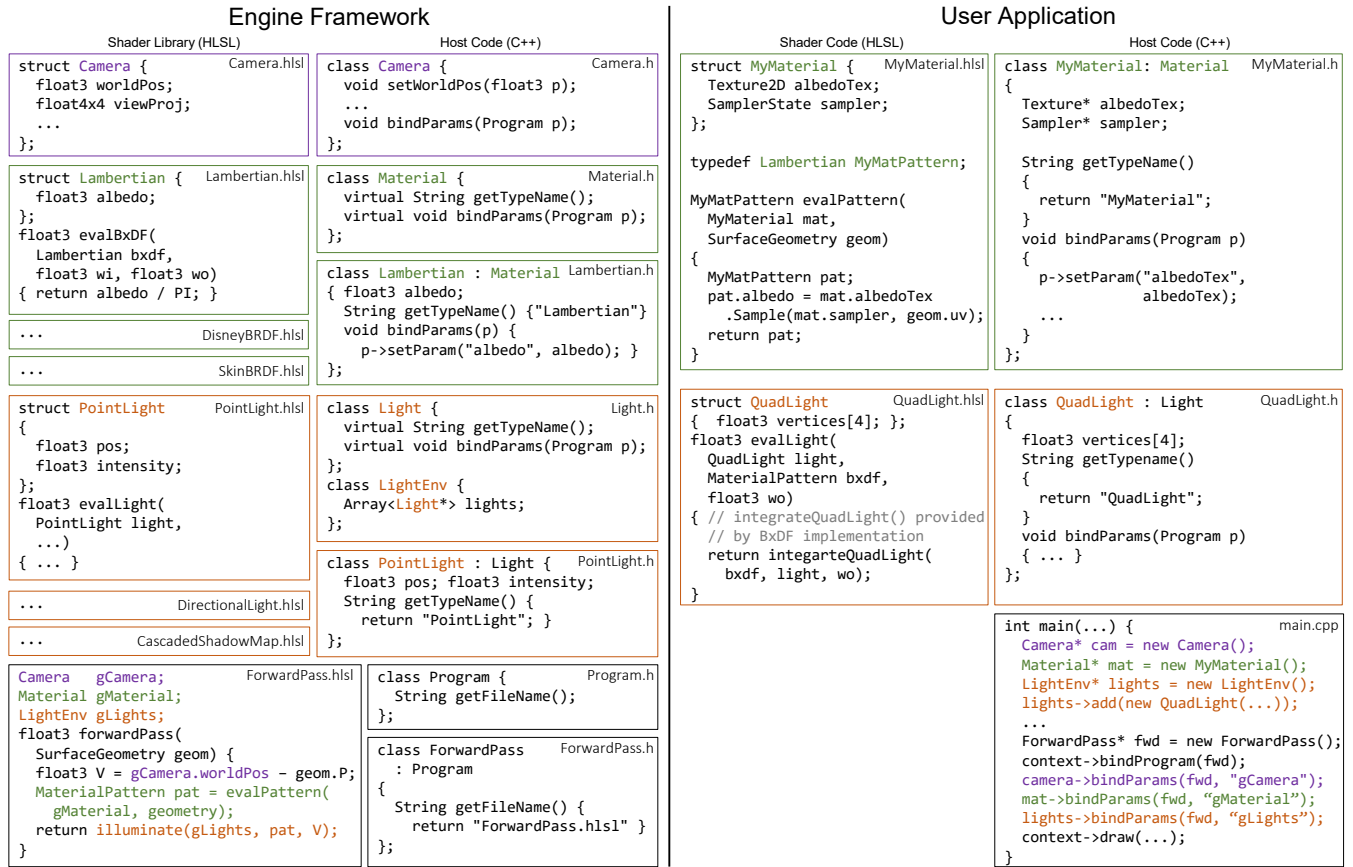 Engine Framework
Shader Library (HLSL)
Host Code (C++)
struct Camera { Camera.hlsl
  float3 worldPos;
  float4x4 viewProj;
  ...
};
class Camera { Camera.h
  void setWorldPos(float3 p);
  ...
  void bindParams(Program p);
};
struct Lambertian { Lambertian.hlsl
  float3 albedo;
};
float3 evalBxDF(
  Lambertian bxdf,
  float3 wi, float3 wo)
{ return albedo / PI; }
... DisneyBRDF.hlsl
... SkinBRDF.hlsl
class Material { Material.h
  virtual String getTypeName();
  virtual void bindParams(Program p);
};
class Lambertian : Material Lambertian.h
{ float3 albedo;
  String getTypeName() {"Lambertian"}
  void bindParams(p) {
    p->setParam("albedo", albedo); }
};
struct PointLight PointLight.hlsl
{
  float3 pos;
  float3 intensity;
};
float3 evalLight(
  PointLight light,
  ...)
{ ... }
... DirectionalLight.hlsl
... CascadedShadowMap.hlsl
class Light { Light.h
  virtual String getTypeName();
  virtual void bindParams(Program p);
};
class LightEnv {
  Array<Light*> lights;
};
class PointLight : Light { PointLight.h
  float3 pos; float3 intensity;
  String getTypeName() {
    return "PointLight"; }
};
Camera   gCamera; ForwardPass.hlsl
Material gMaterial;
LightEnv gLights;
float3 forwardPass(
  SurfaceGeometry geom) {
  float3 V = gCamera.worldPos – geom.P;
  MaterialPattern pat = evalPattern(
    gMaterial, geometry);
  return illuminate(gLights, pat, V);
}
class Program { Program.h
  String getFileName();
};
class ForwardPass ForwardPass.h
  : Program
{
  String getFileName() {
    return "ForwardPass.hlsl" }
};
User Application
Shader Code (HLSL)
Host Code (C++)
struct MyMaterial { MyMaterial.hlsl
  Texture2D albedoTex;
  SamplerState sampler;
};
typedef Lambertian MyMatPattern;
MyMatPattern evalPattern(
  MyMaterial mat,
  SurfaceGeometry geom)
{
  MyMatPattern pat;
  pat.albedo = mat.albedoTex
    .Sample(mat.sampler, geom.uv);
  return pat;
}
class MyMaterial: Material MyMaterial.h
{
  Texture* albedoTex;
  Sampler* sampler;
  String getTypeName()
  {
    return "MyMaterial";
  }
  void bindParams(Program p)
  {
    p->setParam("albedoTex",
                albedoTex);
    ...
  }
};
struct QuadLight QuadLight.hlsl
{  float3 vertices[4]; };
float3 evalLight(
  QuadLight light,
  MaterialPattern bxdf,
  float3 wo)
{ // integrateQuadLight() provided
  // by BxDF implementation
  return integarteQuadLight(
    bxdf, light, wo);
}
class QuadLight : Light QuadLight.h
{
  float3 vertices[4];
  String getTypename()
  {
    return "QuadLight";
  }
  void bindParams(Program p)
  { ... }
};
int main(...) { main.cpp
  Camera* cam = new Camera();
  Material* mat = new MyMaterial();
  LightEnv* lights = new LightEnv();
  lights->add(new QuadLight(...));
  ...
  ForwardPass* fwd = new ForwardPass();
  context->bindProgram(fwd);
  camera->bindParams(fwd, "gCamera");
  mat->bindParams(fwd, “gMaterial”);
  lights->bindParams(fwd, “gLights”);
  context->draw(...);
}